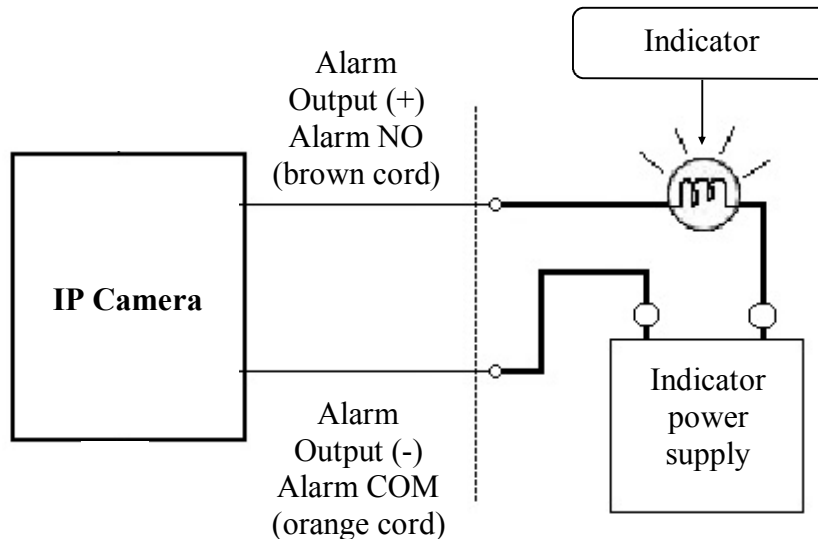 Indicator
Alarm
Output (+)
Alarm NO
(brown cord)
IP Camera
Indicator
power
supply
Alarm
Output (-)
Alarm COM
(orange cord)